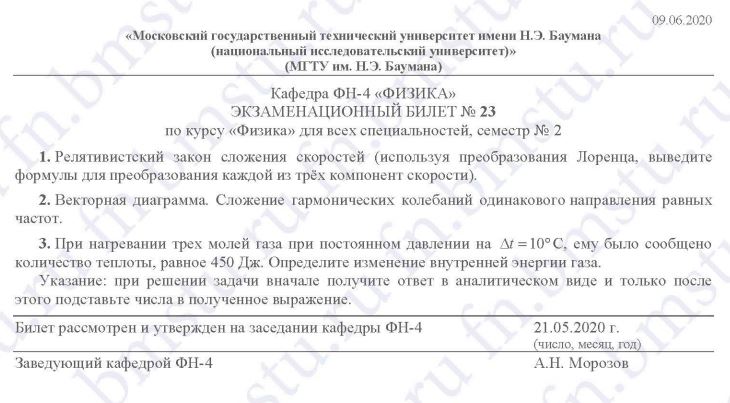 09.06.2020
«Московский государственный технический университет имени Н.Э. Баумана
(национальный исследовательский университет)»
(МГТУ им. Н.Э. Баумана)
Кафедра ФН-4 «ФИЗИКА»
ЭКЗАМЕНАЦИОННЫЙ БИЛЕТ № 23
по курсу «Физика» для всех специальностей, семестр № 2
1. Релятивистский закон сложения скоростей (используя преобразования Лоренца, выведите
формулы для преобразования каждой из трёх компонент скорости).
2. Векторная диаграмма. Сложение гармонических колебаний одинакового направления равных
частот.
3. При нагревании трех молей газа при постоянном давлении на Δt = 10° С, ему было сообщено
количество теплоты, равное 450 Дж. Определите изменение внутренней энергии газа.
Указание: при решении задачи вначале получите ответ в аналитическом виде и только после
этого подставьте числа в полученное выражение.
Билет рассмотрен и утвержден на заседании кафедры ФН-4 21.05.2020 г.
(число, месяц, год)
Заведующий кафедрой ФН-4 А.Н. Морозов
fn.bmstu.ru